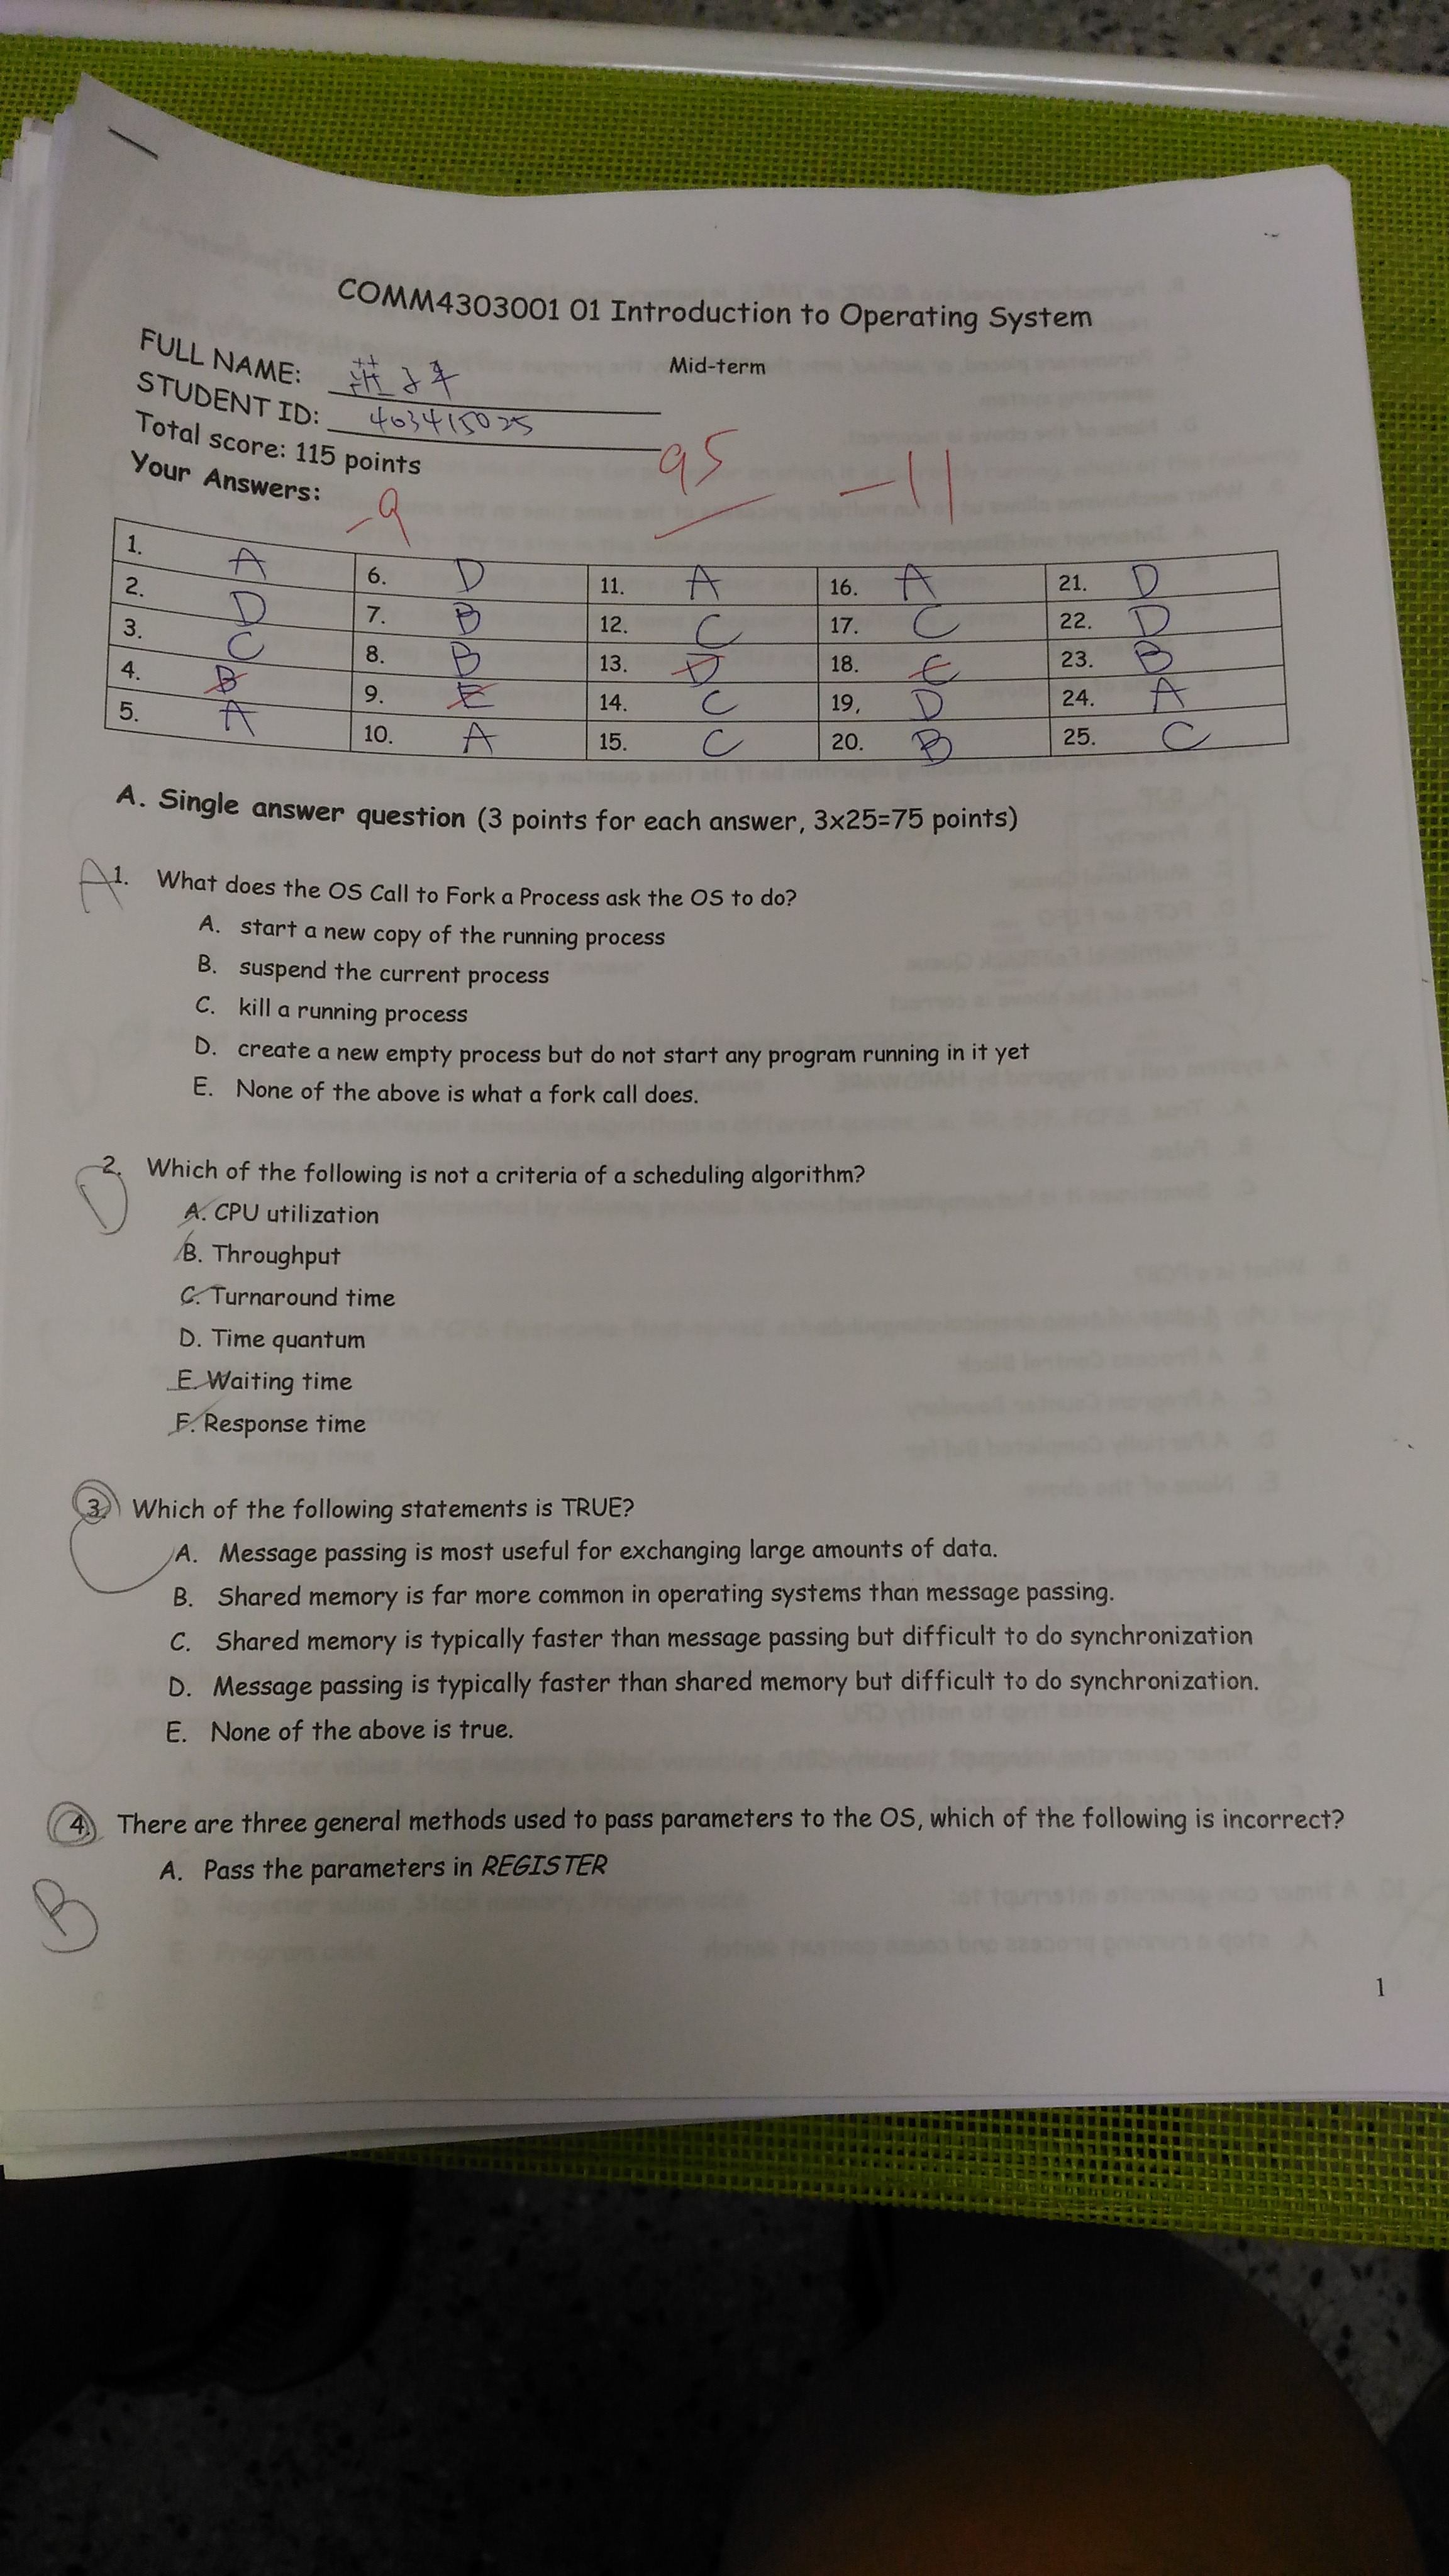 COMM4303001 01 Introduction to Operating System
Mid-term
FULL NAME:
STUDENT ID: 403415025
Total score: 115 points
95 -11
Your Answers:
-9
1. A 6. D 11. A 16. A 21. D
2. D 7. B 12. C 17. C 22. D
3. C 8. B 13. D 18. C 23. B
4. B 9. E 14. C 19, D 24. A
5. A 10. A 15. C 20. B 25. C
A. Single answer question (3 points for each answer, 3x25=75 points)
A 1. What does the OS Call to Fork a Process ask the OS to do?
A. start a new copy of the running process
B. suspend the current process
C. kill a running process
D. create a new empty process but do not start any program running in it yet
E. None of the above is what a fork call does.
D 2. Which of the following is not a criteria of a scheduling algorithm?
A. CPU utilization
B. Throughput
C. Turnaround time
D. Time quantum
E. Waiting time
F. Response time
C 3. Which of the following statements is TRUE?
A. Message passing is most useful for exchanging large amounts of data.
B. Shared memory is far more common in operating systems than message passing.
C. Shared memory is typically faster than message passing but difficult to do synchronization
D. Message passing is typically faster than shared memory but difficult to do synchronization.
E. None of the above is true.
4. There are three general methods used to pass parameters to the OS, which of the following is incorrect?
A. Pass the parameters in REGISTER
B
1